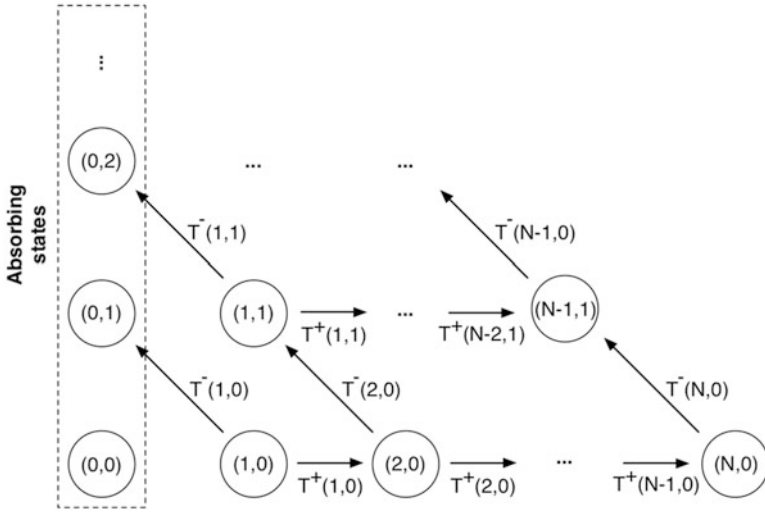 Absorbing states
⋮
(0,2)
...
...
T⁻(1,1)
T⁻(N-1,0)
(0,1)
(1,1)
T⁺(1,1)
...
T⁺(N-2,1)
(N-1,1)
T⁻(1,0)
T⁻(2,0)
T⁻(N,0)
(0,0)
(1,0)
T⁺(1,0)
(2,0)
T⁺(2,0)
...
T⁺(N-1,0)
(N,0)